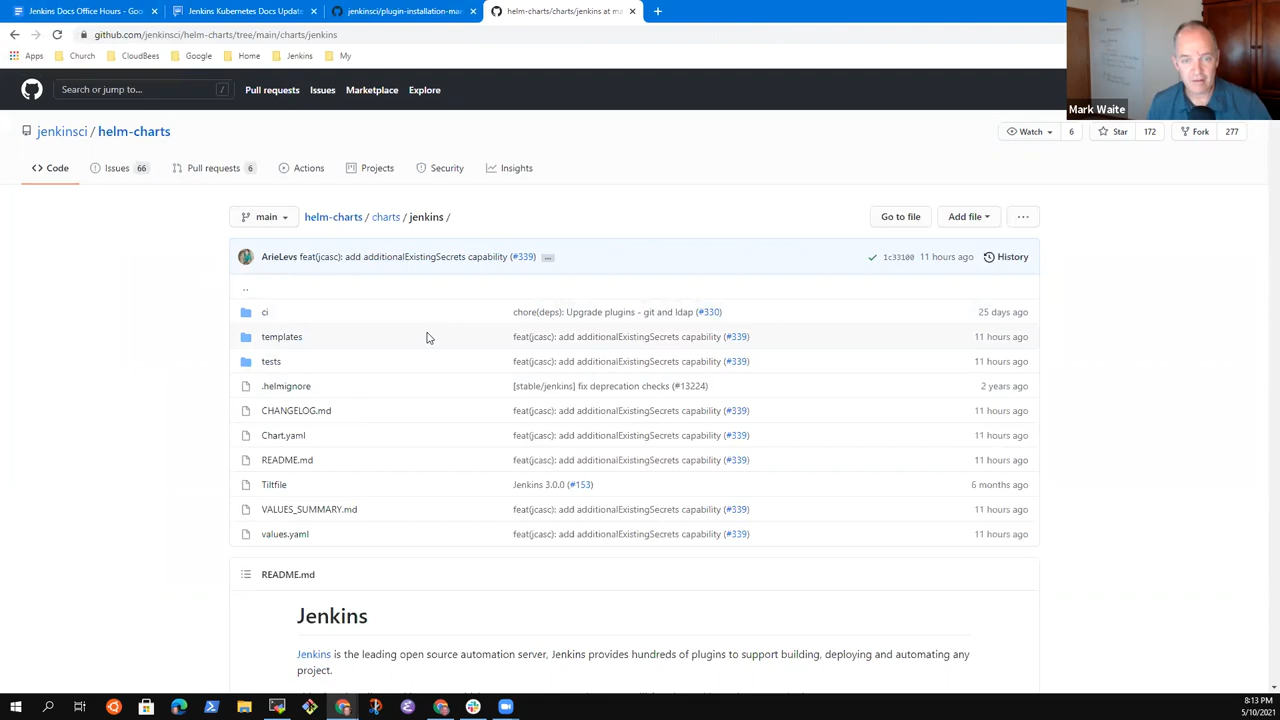 Jenkins Docs Office Hours - Goo
Jenkins Kubernetes Docs Update
jenkinsci/plugin-installation-ma
helm-charts/charts/jenkins at ma
github.com/jenkinsci/helm-charts/tree/main/charts/jenkins
Apps Church CloudBees Google Home Jenkins My
Mark Waite
Search or jump to... / Pull requests Issues Marketplace Explore
jenkinsci / helm-charts
Watch 6 Star 172 Fork 277
Code Issues 66 Pull requests 6 Actions Projects Security Insights
main helm-charts / charts / jenkins / Go to file Add file ...
ArieLevs feat(jcasc): add additionalExistingSecrets capability (#339) ... 1c33100 11 hours ago History
..
ci chore(deps): Upgrade plugins - git and ldap (#330) 25 days ago
templates feat(jcasc): add additionalExistingSecrets capability (#339) 11 hours ago
tests feat(jcasc): add additionalExistingSecrets capability (#339) 11 hours ago
.helmignore [stable/jenkins] fix deprecation checks (#13224) 2 years ago
CHANGELOG.md feat(jcasc): add additionalExistingSecrets capability (#339) 11 hours ago
Chart.yaml feat(jcasc): add additionalExistingSecrets capability (#339) 11 hours ago
README.md feat(jcasc): add additionalExistingSecrets capability (#339) 11 hours ago
Tiltfile Jenkins 3.0.0 (#153) 6 months ago
VALUES_SUMMARY.md feat(jcasc): add additionalExistingSecrets capability (#339) 11 hours ago
values.yaml feat(jcasc): add additionalExistingSecrets capability (#339) 11 hours ago
README.md
Jenkins
Jenkins is the leading open source automation server, Jenkins provides hundreds of plugins to support building, deploying and automating any
project.
8:13 PM
5/10/2021